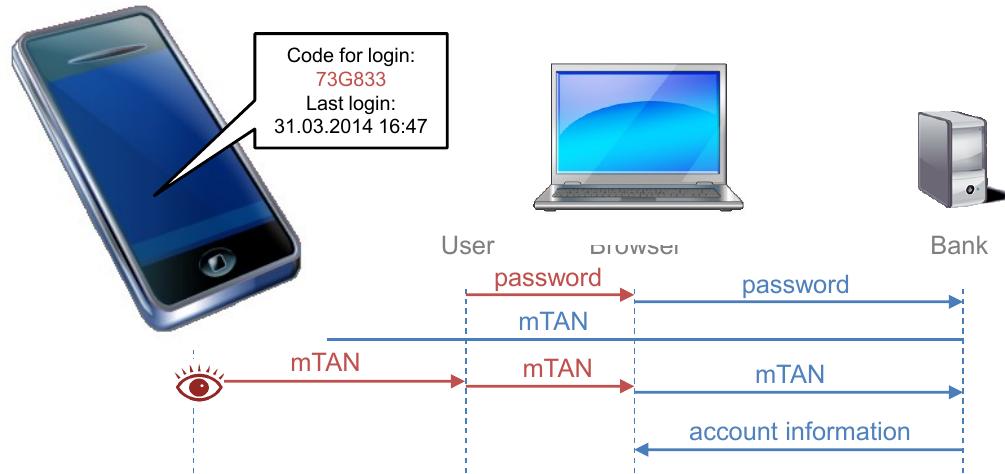 Code for login:
73G833
Last login:
31.03.2014 16:47
User
Browser
Bank
password
password
mTAN
mTAN
mTAN
mTAN
account information